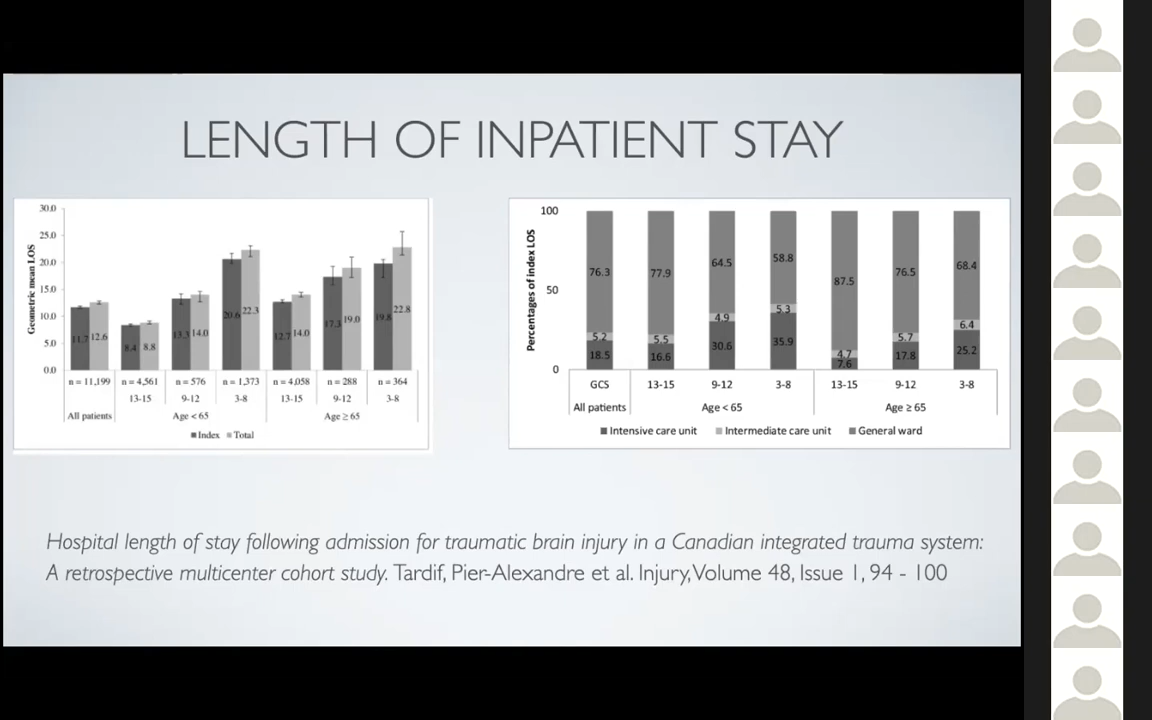 LENGTH OF INPATIENT STAY
30.0
25.0
20.0
15.0
10.0
5.0
0.0
Geometric mean LOS
11.7 12.6 8.4 8.8 13.3 14.0 20.6 22.3 12.7 14.0 17.3 19.0 19.8 22.8
n = 11,199 n = 4,561 n = 576 n = 1,373 n = 4,058 n = 288 n = 364
13-15 9-12 3-8 13-15 9-12 3-8
All patients Age < 65 Age ≥ 65
Index Total
100
50
0
Percentages of index LOS
76.3 77.9 64.5 58.8 87.5 76.5 68.4
5.2 5.5 4.9 5.3 4.7 5.7 6.4
18.5 16.6 30.6 35.9 7.6 17.8 25.2
GCS 13-15 9-12 3-8 13-15 9-12 3-8
All patients Age < 65 Age ≥ 65
Intensive care unit Intermediate care unit General ward
Hospital length of stay following admission for traumatic brain injury in a Canadian integrated trauma system:
A retrospective multicenter cohort study. Tardif, Pier-Alexandre et al. Injury, Volume 48, Issue 1, 94 - 100